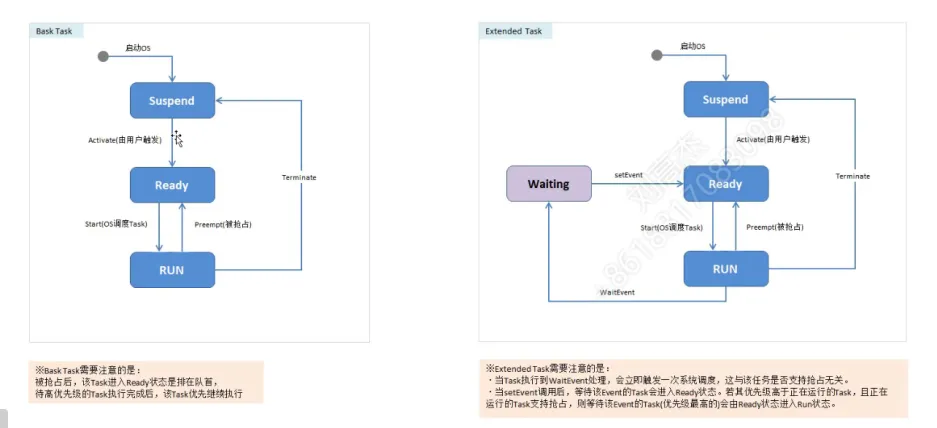 Bask Task
启动OS
Suspend
Activate(由用户触发)
Ready
Terminate
Start(OS调度Task)
Preempt(被抢占)
RUN
※Bask Task需要注意的是:
被抢占后,该Task进入Ready状态是排在队首,
待高优先级的Task执行完成后,该Task优先继续执行
Extended Task
启动OS
Suspend
Activate(由用户触发)
Waiting
setEvent
Ready
Terminate
Start(OS调度Task)
Preempt(被抢占)
RUN
WaitEvent
※Extended Task需要注意的是:
・当Task执行到WaitEvent处理,会立即触发一次系统调度,这与该任务是否支持抢占无关。
・当setEvent调用后,等待该Event的Task会进入Ready状态。若其优先级高于正在运行的Task,且正在
运行的Task支持抢占,则等待该Event的Task(优先级最高的)会由Ready状态进入Run状态。